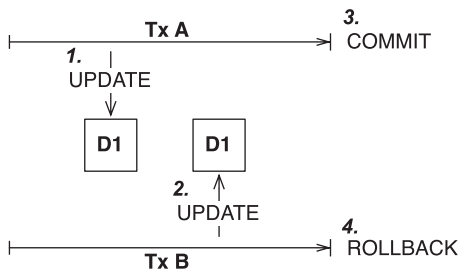 Tx A
3.
COMMIT
1.
UPDATE
D1
D1
2.
UPDATE
4.
ROLLBACK
Tx B